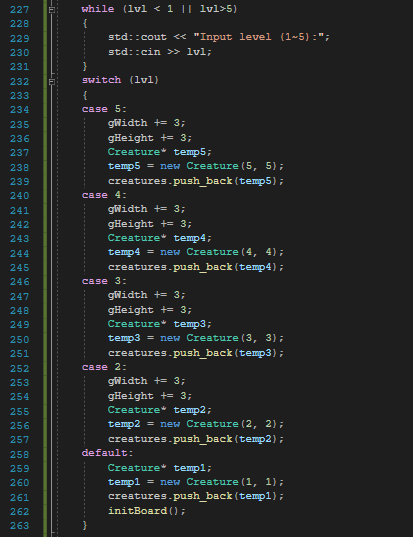 227 while (lvl < 1 || lvl>5)
228 {
229 std::cout << "Input level (1~5):";
230 std::cin >> lvl;
231 }
232 switch (lvl)
233 {
234 case 5:
235 gWidth += 3;
236 gHeight += 3;
237 Creature* temp5;
238 temp5 = new Creature(5, 5);
239 creatures.push_back(temp5);
240 case 4:
241 gWidth += 3;
242 gHeight += 3;
243 Creature* temp4;
244 temp4 = new Creature(4, 4);
245 creatures.push_back(temp4);
246 case 3:
247 gWidth += 3;
248 gHeight += 3;
249 Creature* temp3;
250 temp3 = new Creature(3, 3);
251 creatures.push_back(temp3);
252 case 2:
253 gWidth += 3;
254 gHeight += 3;
255 Creature* temp2;
256 temp2 = new Creature(2, 2);
257 creatures.push_back(temp2);
258 default:
259 Creature* temp1;
260 temp1 = new Creature(1, 1);
261 creatures.push_back(temp1);
262 initBoard();
263 }